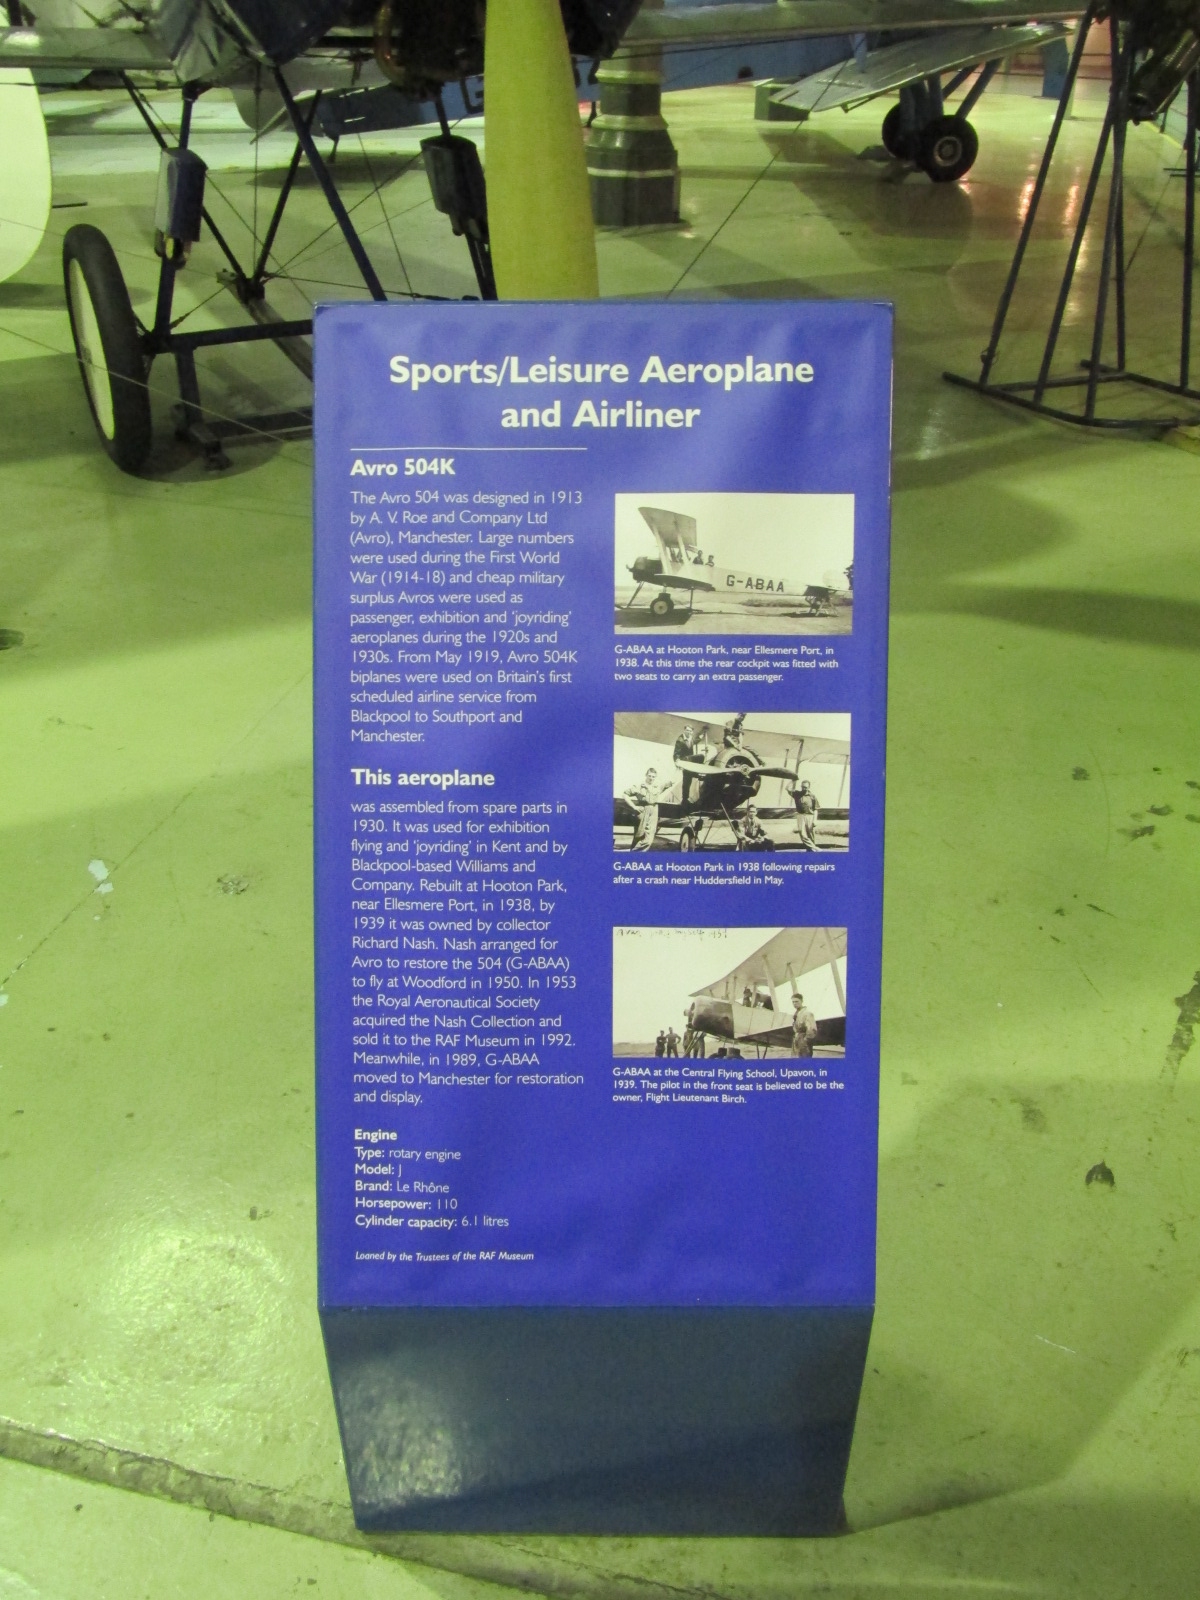 Sports/Leisure Aeroplane
and Airliner
Avro 504K
The Avro 504 was designed in 1913
by A. V. Roe and Company Ltd
(Avro), Manchester. Large numbers
were used during the First World
War (1914-18) and cheap military
surplus Avros were used as
passenger, exhibition and ‘joyriding’
aeroplanes during the 1920s and
1930s. From May 1919, Avro 504K
biplanes were used on Britain's first
scheduled airline service from
Blackpool to Southport and
Manchester.
This aeroplane
was assembled from spare parts in
1930. It was used for exhibition
flying and ‘joyriding’ in Kent and by
Blackpool-based Williams and
Company. Rebuilt at Hooton Park,
near Ellesmere Port, in 1938, by
1939 it was owned by collector
Richard Nash. Nash arranged for
Avro to restore the 504 (G-ABAA)
to fly at Woodford in 1950. In 1953
the Royal Aeronautical Society
acquired the Nash Collection and
sold it to the RAF Museum in 1992.
Meanwhile, in 1989, G-ABAA
moved to Manchester for restoration
and display.
Engine
Type: rotary engine
Model: J
Brand: Le Rhône
Horsepower: 110
Cylinder capacity: 6.1 litres
Loaned by the Trustees of the RAF Museum
G-ABAA
G-ABAA at Hooton Park, near Ellesmere Port, in
1938. At this time the rear cockpit was fitted with
two seats to carry an extra passenger.
G-ABAA at Hooton Park in 1938 following repairs
after a crash near Huddersfield in May.
G-ABAA at the Central Flying School, Upavon, in
1939. The pilot in the front seat is believed to be the
owner, Flight Lieutenant Birch.